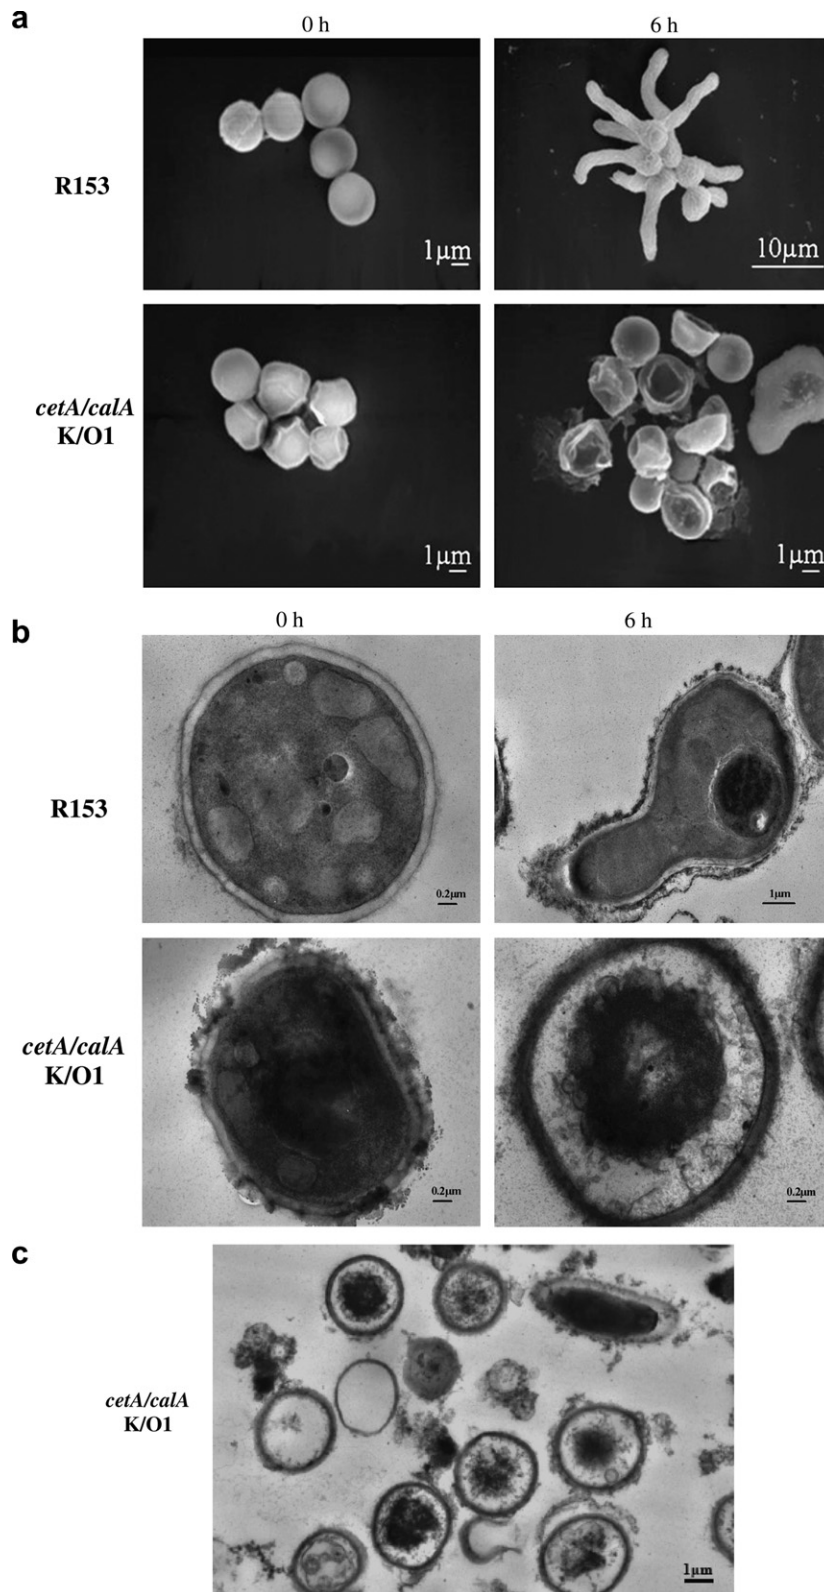 a
0 h
6 h
R153
1µm
10µm
cetA/calA
K/O1
1µm
1µm
b
0 h
6 h
R153
0.2µm
1µm
cetA/calA
K/O1
0.2µm
0.2µm
c
cetA/calA
K/O1
1µm